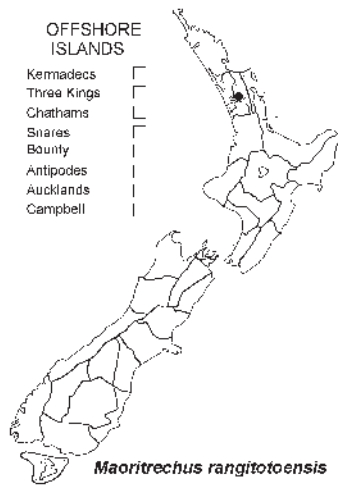 OFFSHORE
ISLANDS
Kermadecs
Three Kings
Chathams
Snares
Bounty
Antipodes
Aucklands
Campbell
Maoritrechus rangitotoensis